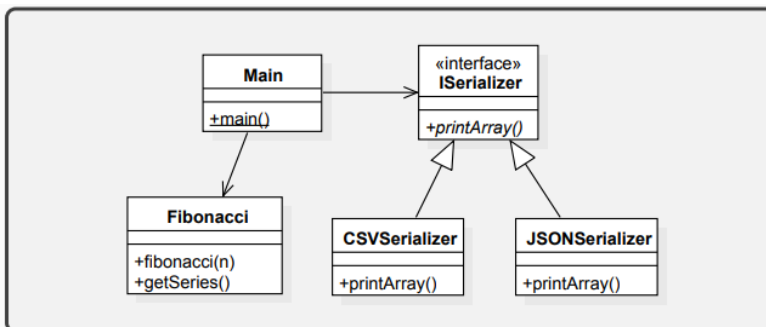 Main
+main()
«interface»
ISerializer
+printArray()
Fibonacci
+fibonacci(n)
+getSeries()
CSVSerializer
+printArray()
JSONSerializer
+printArray()